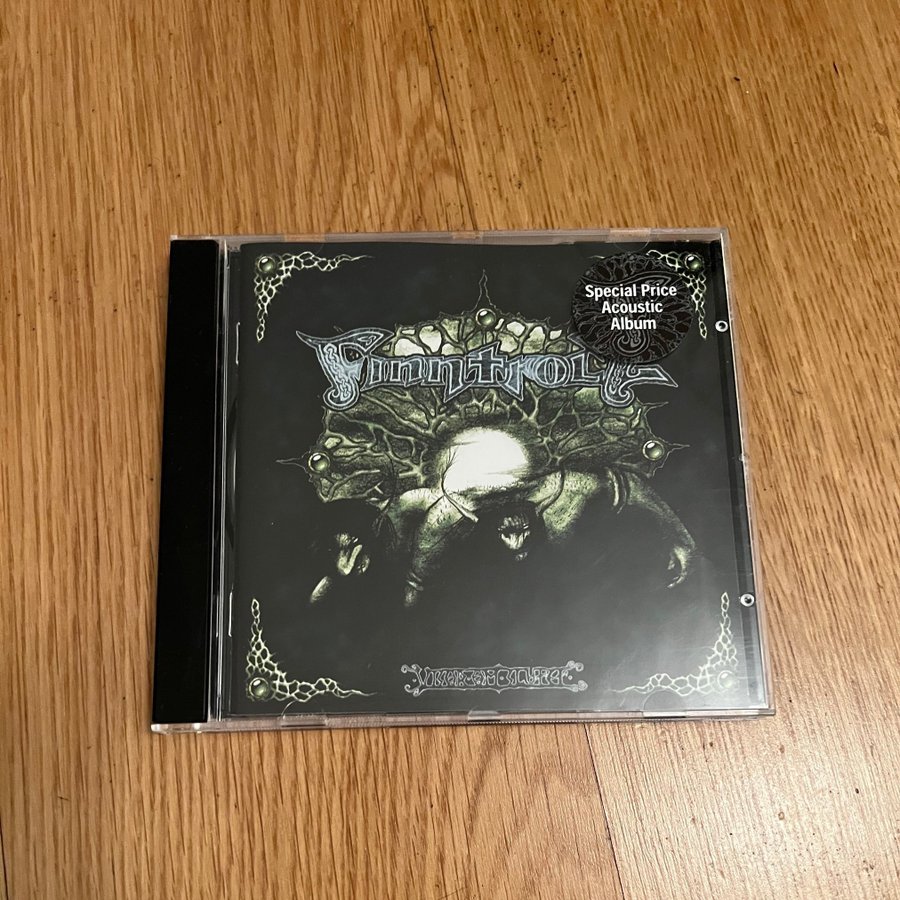 Special Price
Acoustic
Album
Finntroll